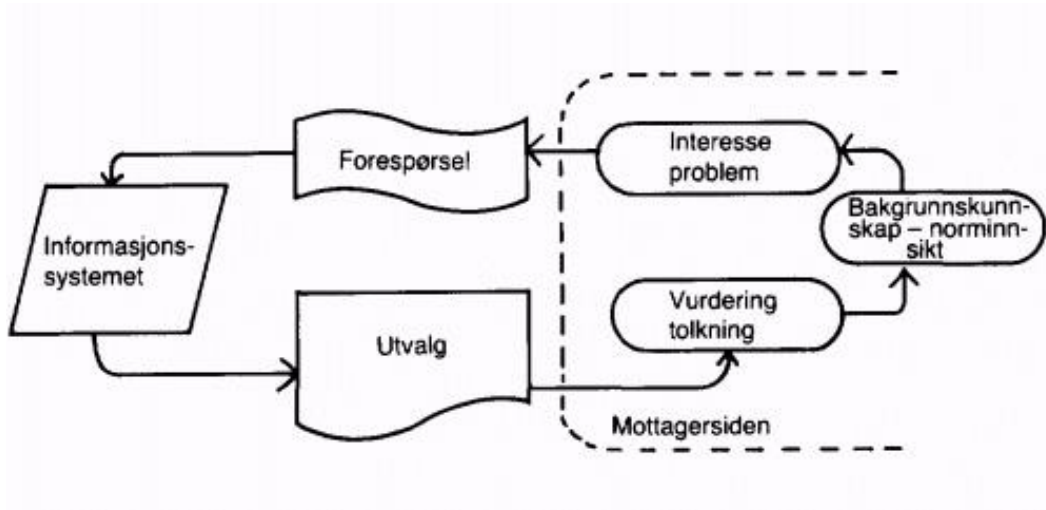 Forespørsel
Interesse
problem
Bakgrunnskunn-
skap – norminn-
sikt
Informasjons-
systemet
Utvalg
Vurdering
tolkning
Mottagersiden